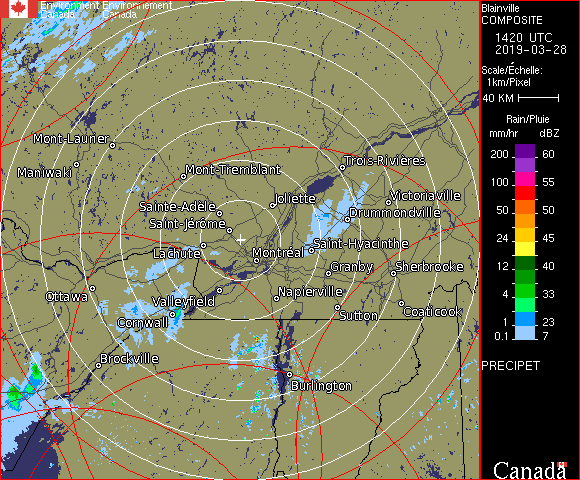 Environment Environnement
Canada Canada
Blainville
COMPOSITE
1420 UTC
2019-03-28
Scale/Échelle:
1km/Pixel
40 KM
Rain/Pluie
mm/hr dBZ
200 60
100 55
50 50
24 45
12 40
4 33
1 23
0.1 7
PRECIPET
Mont-Laurier
Maniwaki
Mont-Tremblant
Trois-Rivières
Sainte-Adèle
Joliette
Victoriaville
Drummondville
Saint-Jérôme
Lachute
Montréal
Saint-Hyacinthe
Granby
Sherbrooke
Ottawa
Valleyfield
Napierville
Cornwall
Sutton
Coaticook
Brockville
Burlington
Canada